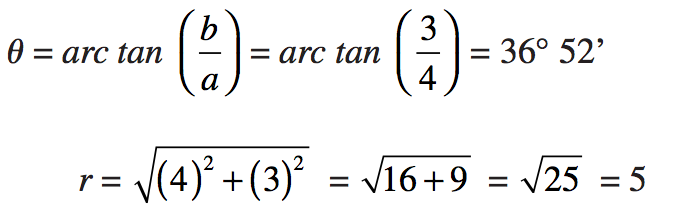 θ = arc tan (b/a) = arc tan (3/4) = 36° 52’
r = √((4)² + (3)²) = √(16+9) = √25 = 5